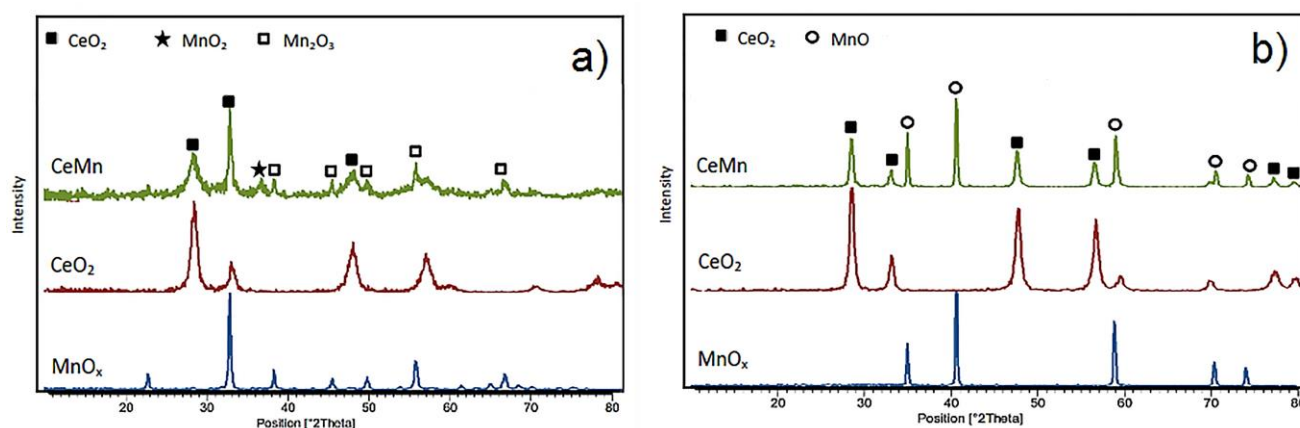 CeO₂ MnO₂ Mn₂O₃
a)
CeMn
CeO₂
MnOₓ
Intensity
20 30 40 50 60 70 80
Position [°2Theta]
CeO₂ MnO
b)
CeMn
CeO₂
MnOₓ
Intensity
20 30 40 50 60 70 80
Position [°2Theta]